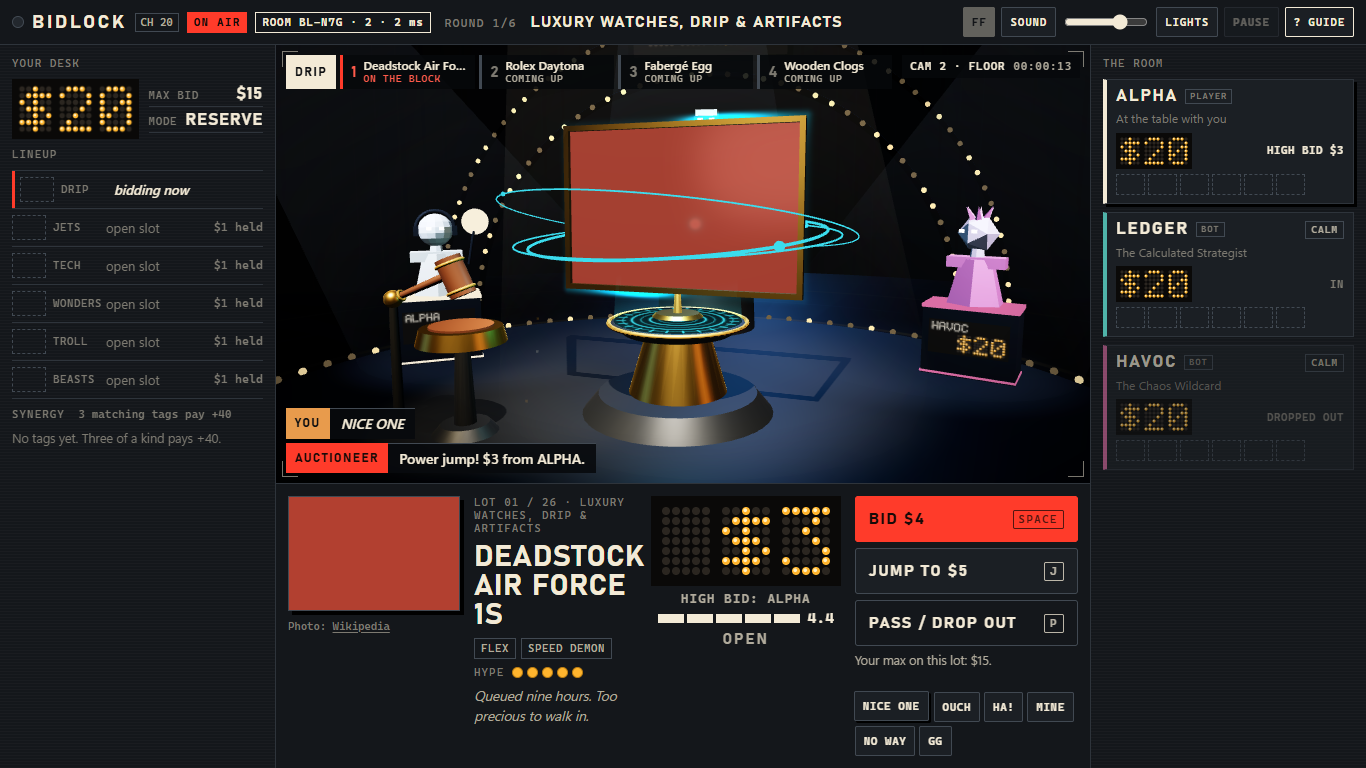 BIDLOCK CH 20 ON AIR ROOM BL-N7G · 2 · 2 ms ROUND 1/6 LUXURY WATCHES, DRIP & ARTIFACTS FF SOUND LIGHTS PAUSE ? GUIDE
YOUR DESK
$20
MAX BID $15
MODE RESERVE
LINEUP
DRIP bidding now
JETS open slot $1 held
TECH open slot $1 held
WONDERS open slot $1 held
TROLL open slot $1 held
BEASTS open slot $1 held
SYNERGY 3 matching tags pay +40
No tags yet. Three of a kind pays +40.
DRIP
1 Deadstock Air Fo...
ON THE BLOCK
2 Rolex Daytona
COMING UP
3 Fabergé Egg
COMING UP
4 Wooden Clogs
COMING UP
CAM 2 · FLOOR 00:00:13
ALPHA
HAVOC
$20
YOU NICE ONE
AUCTIONEER Power jump! $3 from ALPHA.
Photo: Wikipedia
LOT 01 / 26 · LUXURY
WATCHES, DRIP &
ARTIFACTS
DEADSTOCK
AIR FORCE
1S
FLEX SPEED DEMON
HYPE
Queued nine hours. Too
precious to walk in.
$3
HIGH BID: ALPHA
4.4
OPEN
BID $4 SPACE
JUMP TO $5 J
PASS / DROP OUT P
Your max on this lot: $15.
NICE ONE OUCH HA! MINE
NO WAY GG
THE ROOM
ALPHA PLAYER
At the table with you
$20 HIGH BID $3
LEDGER BOT CALM
The Calculated Strategist
$20 IN
HAVOC BOT CALM
The Chaos Wildcard
$20 DROPPED OUT